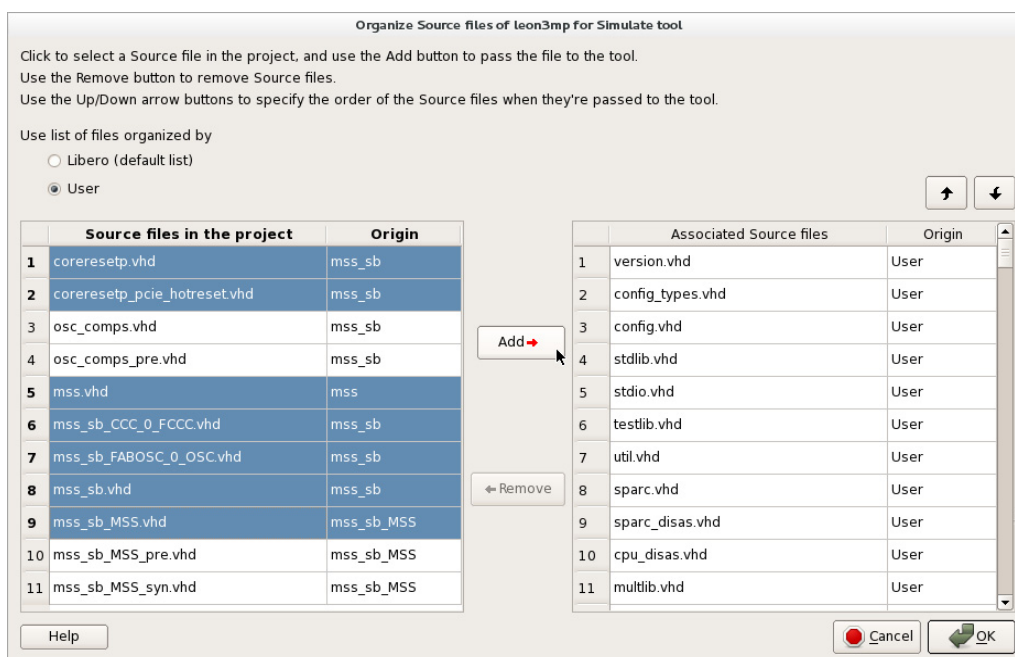 Organize Source files of leon3mp for Simulate tool
Click to select a Source file in the project, and use the Add button to pass the file to the tool.
Use the Remove button to remove Source files.
Use the Up/Down arrow buttons to specify the order of the Source files when they're passed to the tool.
Use list of files organized by
Libero (default list)
User
Source files in the project Origin
1 coreresetp.vhd mss_sb
2 coreresetp_pcie_hotreset.vhd mss_sb
3 osc_comps.vhd mss_sb
4 osc_comps_pre.vhd mss_sb
5 mss.vhd mss
6 mss_sb_CCC_0_FCCC.vhd mss_sb
7 mss_sb_FABOSC_0_OSC.vhd mss_sb
8 mss_sb.vhd mss_sb
9 mss_sb_MSS.vhd mss_sb_MSS
10 mss_sb_MSS_pre.vhd mss_sb_MSS
11 mss_sb_MSS_syn.vhd mss_sb_MSS
Add
Remove
Associated Source files Origin
1 version.vhd User
2 config_types.vhd User
3 config.vhd User
4 stdlib.vhd User
5 stdio.vhd User
6 testlib.vhd User
7 util.vhd User
8 sparc.vhd User
9 sparc_disas.vhd User
10 cpu_disas.vhd User
11 multlib.vhd User
Help
Cancel
OK